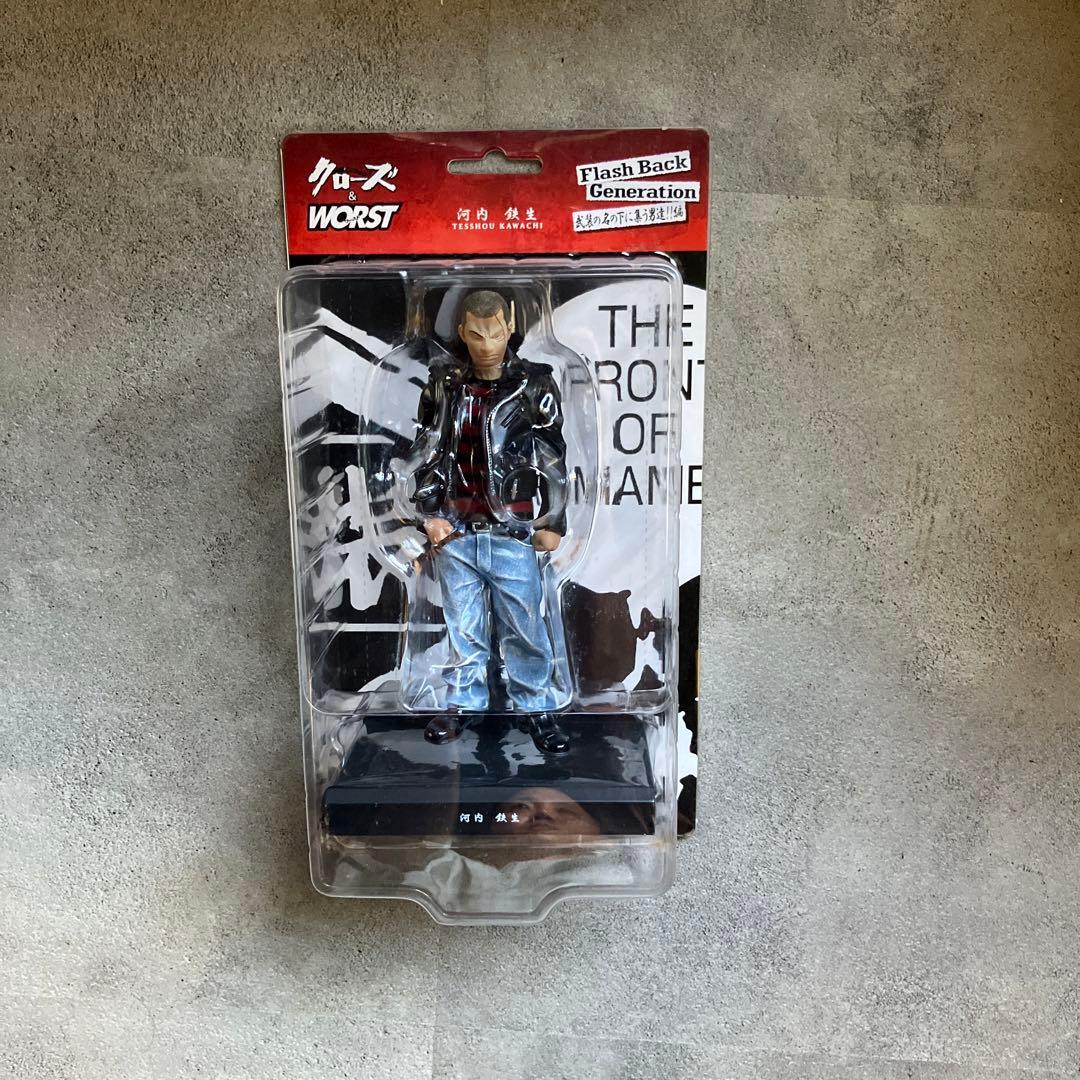 クローズ
&
WORST
河内 鉄生
TESSHOU KAWACHI
Flash Back
Generation
武装の名の下に集う男達!!編
THE
FRONT
OF
河内 鉄生